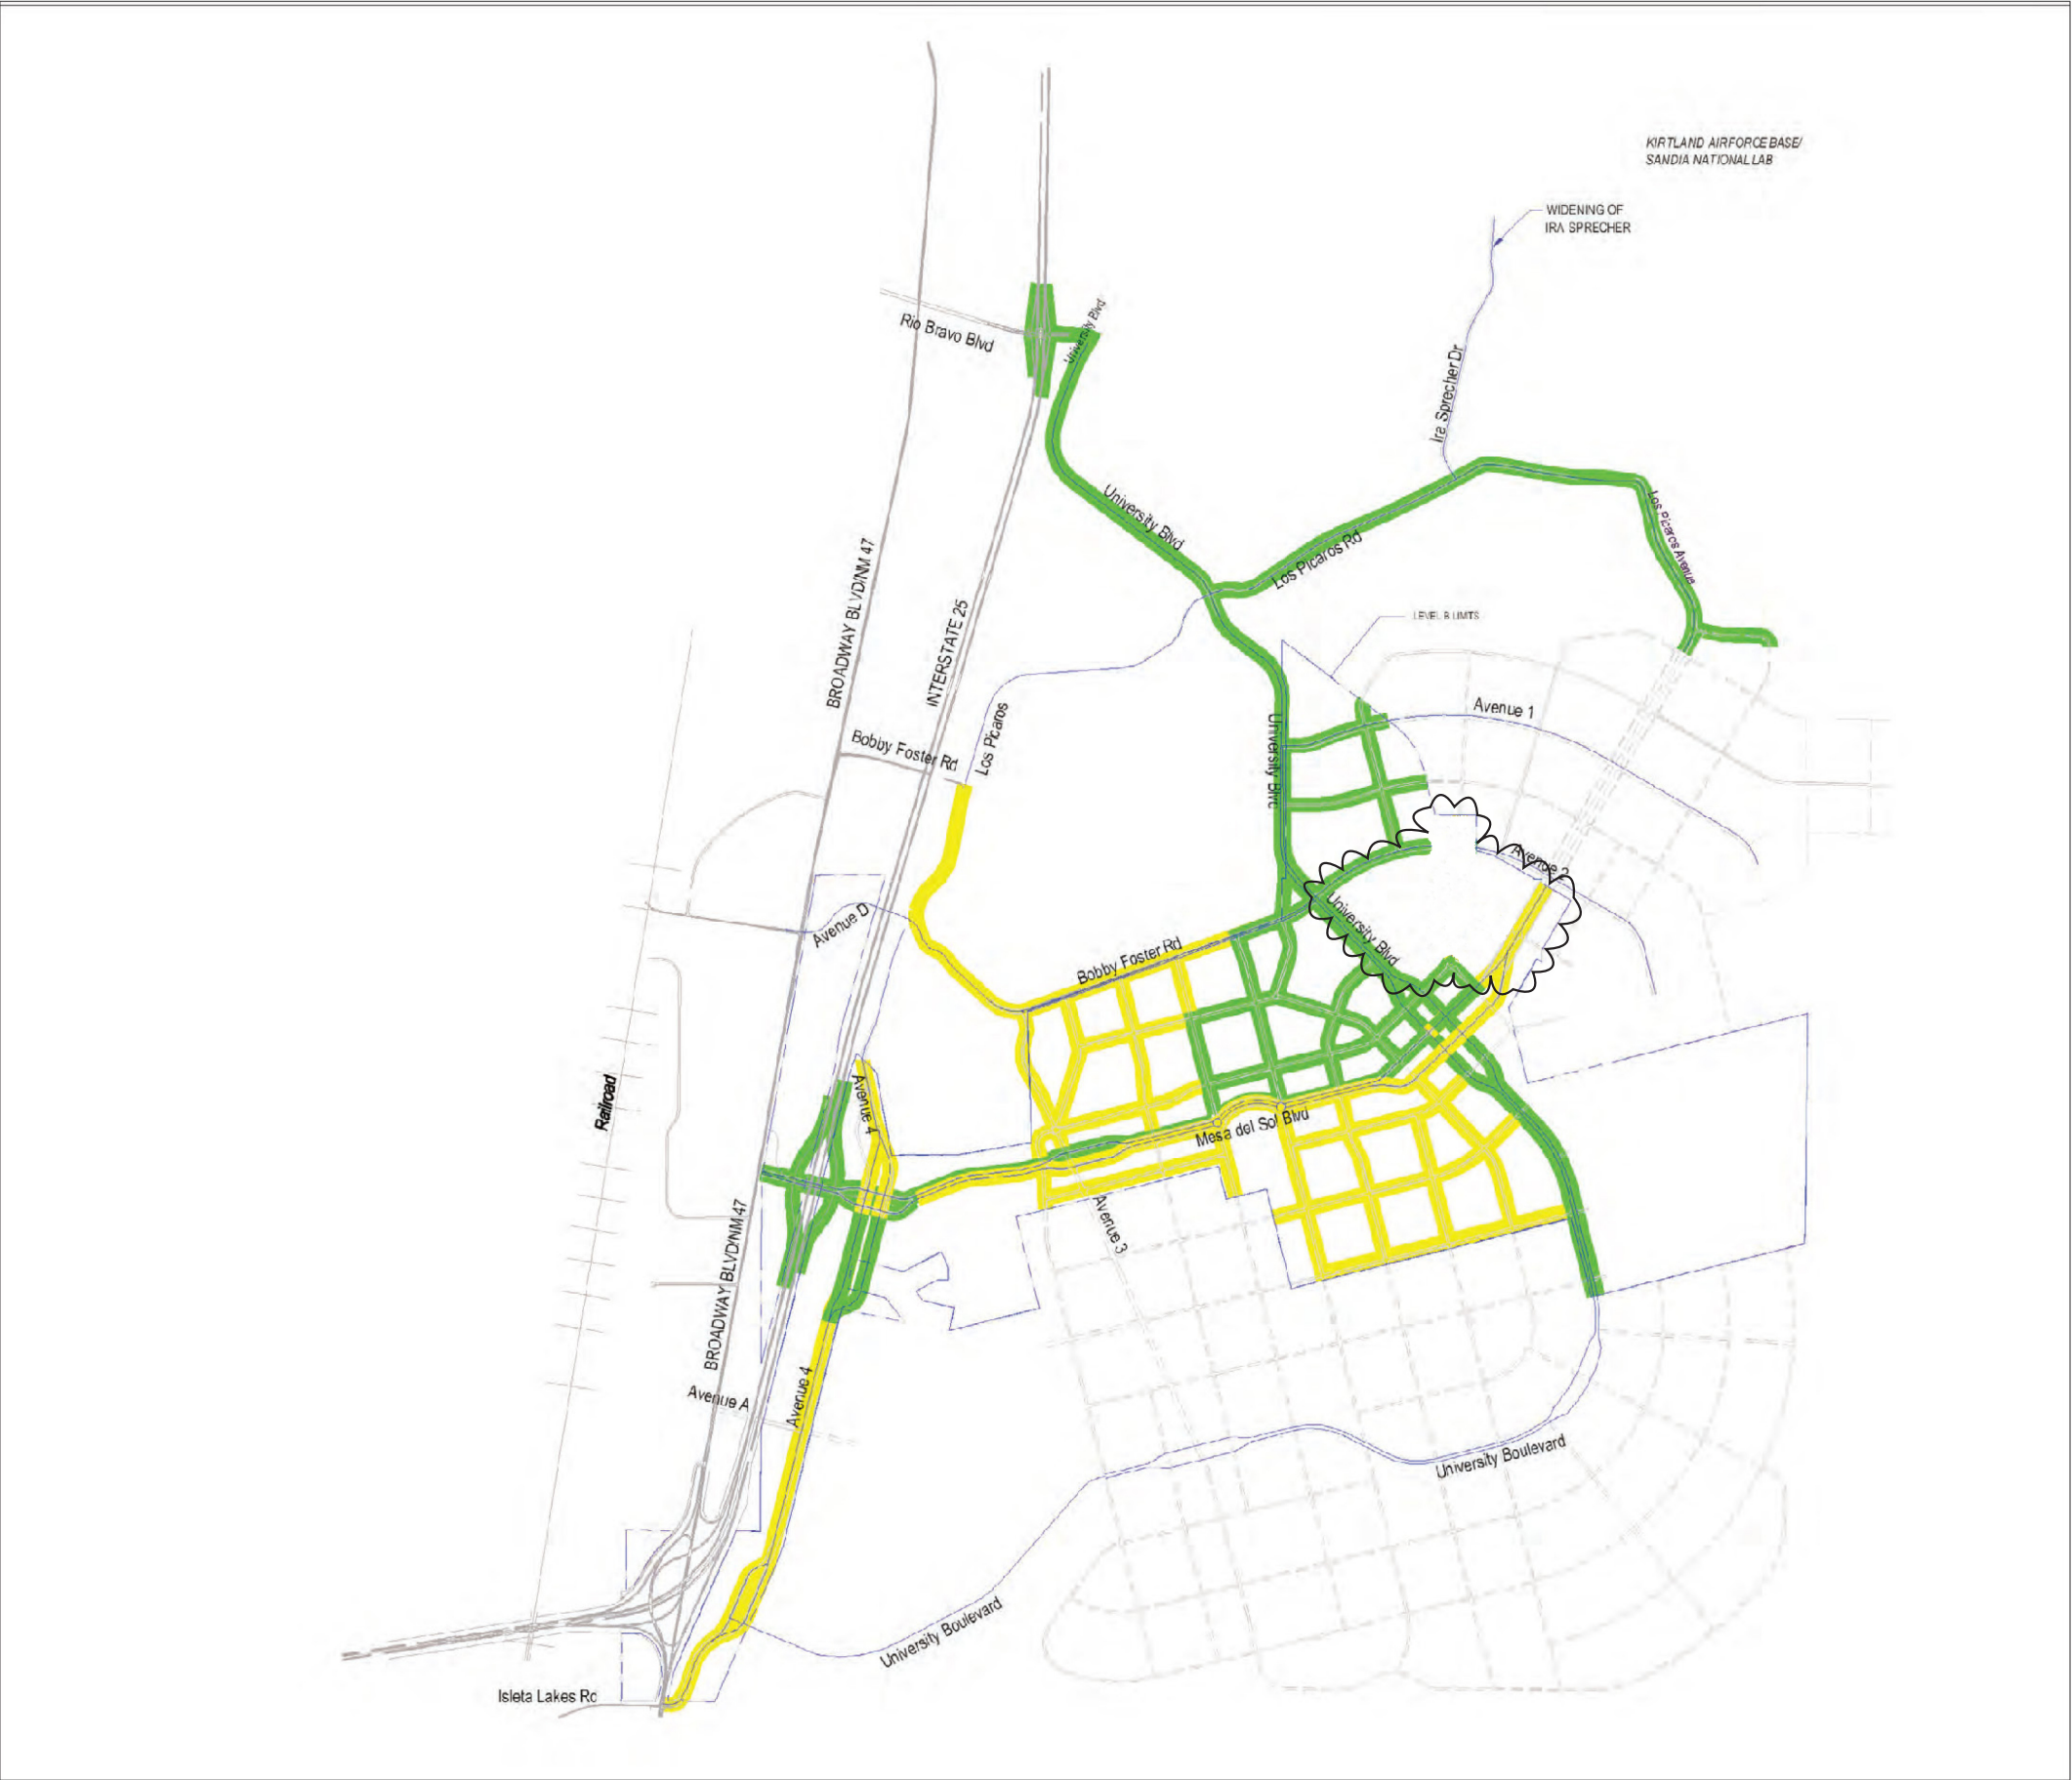 KIRTLAND AIRFORCE BASE/
SANDIA NATIONAL LAB
WIDENING OF
IRA SPRECHER
University Blvd
Rio Bravo Blvd
Ira Sprecher Dr
University Blvd
Los Picaros Avenue
Los Picaros Rd
BROADWAY BLVD/NM 47
INTERSTATE 25
LEVEL B LIMITS
Avenue 1
Los Picaros
University Blvd
Bobby Foster Rd
Avenue 2
Avenue D
University Blvd
Bobby Foster Rd
Railroad
Avenue 4
Mesa del Sol Blvd
Avenue 3
BROADWAY BLVD/NM 47
Avenue 4
Avenue A
University Boulevard
University Boulevard
Isleta Lakes Rd